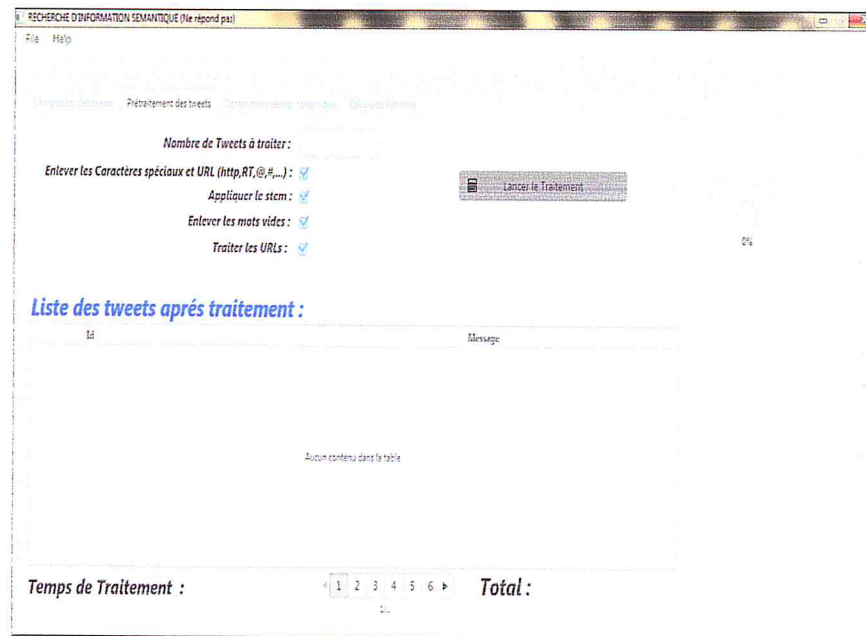 RECHERCHE D'INFORMATION SEMANTIQUE (Ne répond pas)
File Help
Prétraitement des tweets
Nombre de Tweets à traiter :
Enlever les Caractères spéciaux et URL (http,RT,@,#,...) :
Lancer le Traitement
Appliquer le stem :
Enlever les mots vides :
Traiter les URLs :
0%
Liste des tweets aprés traitement :
Id Message
Aucun contenu dans la table
Temps de Traitement : 1 2 3 4 5 6 Total :